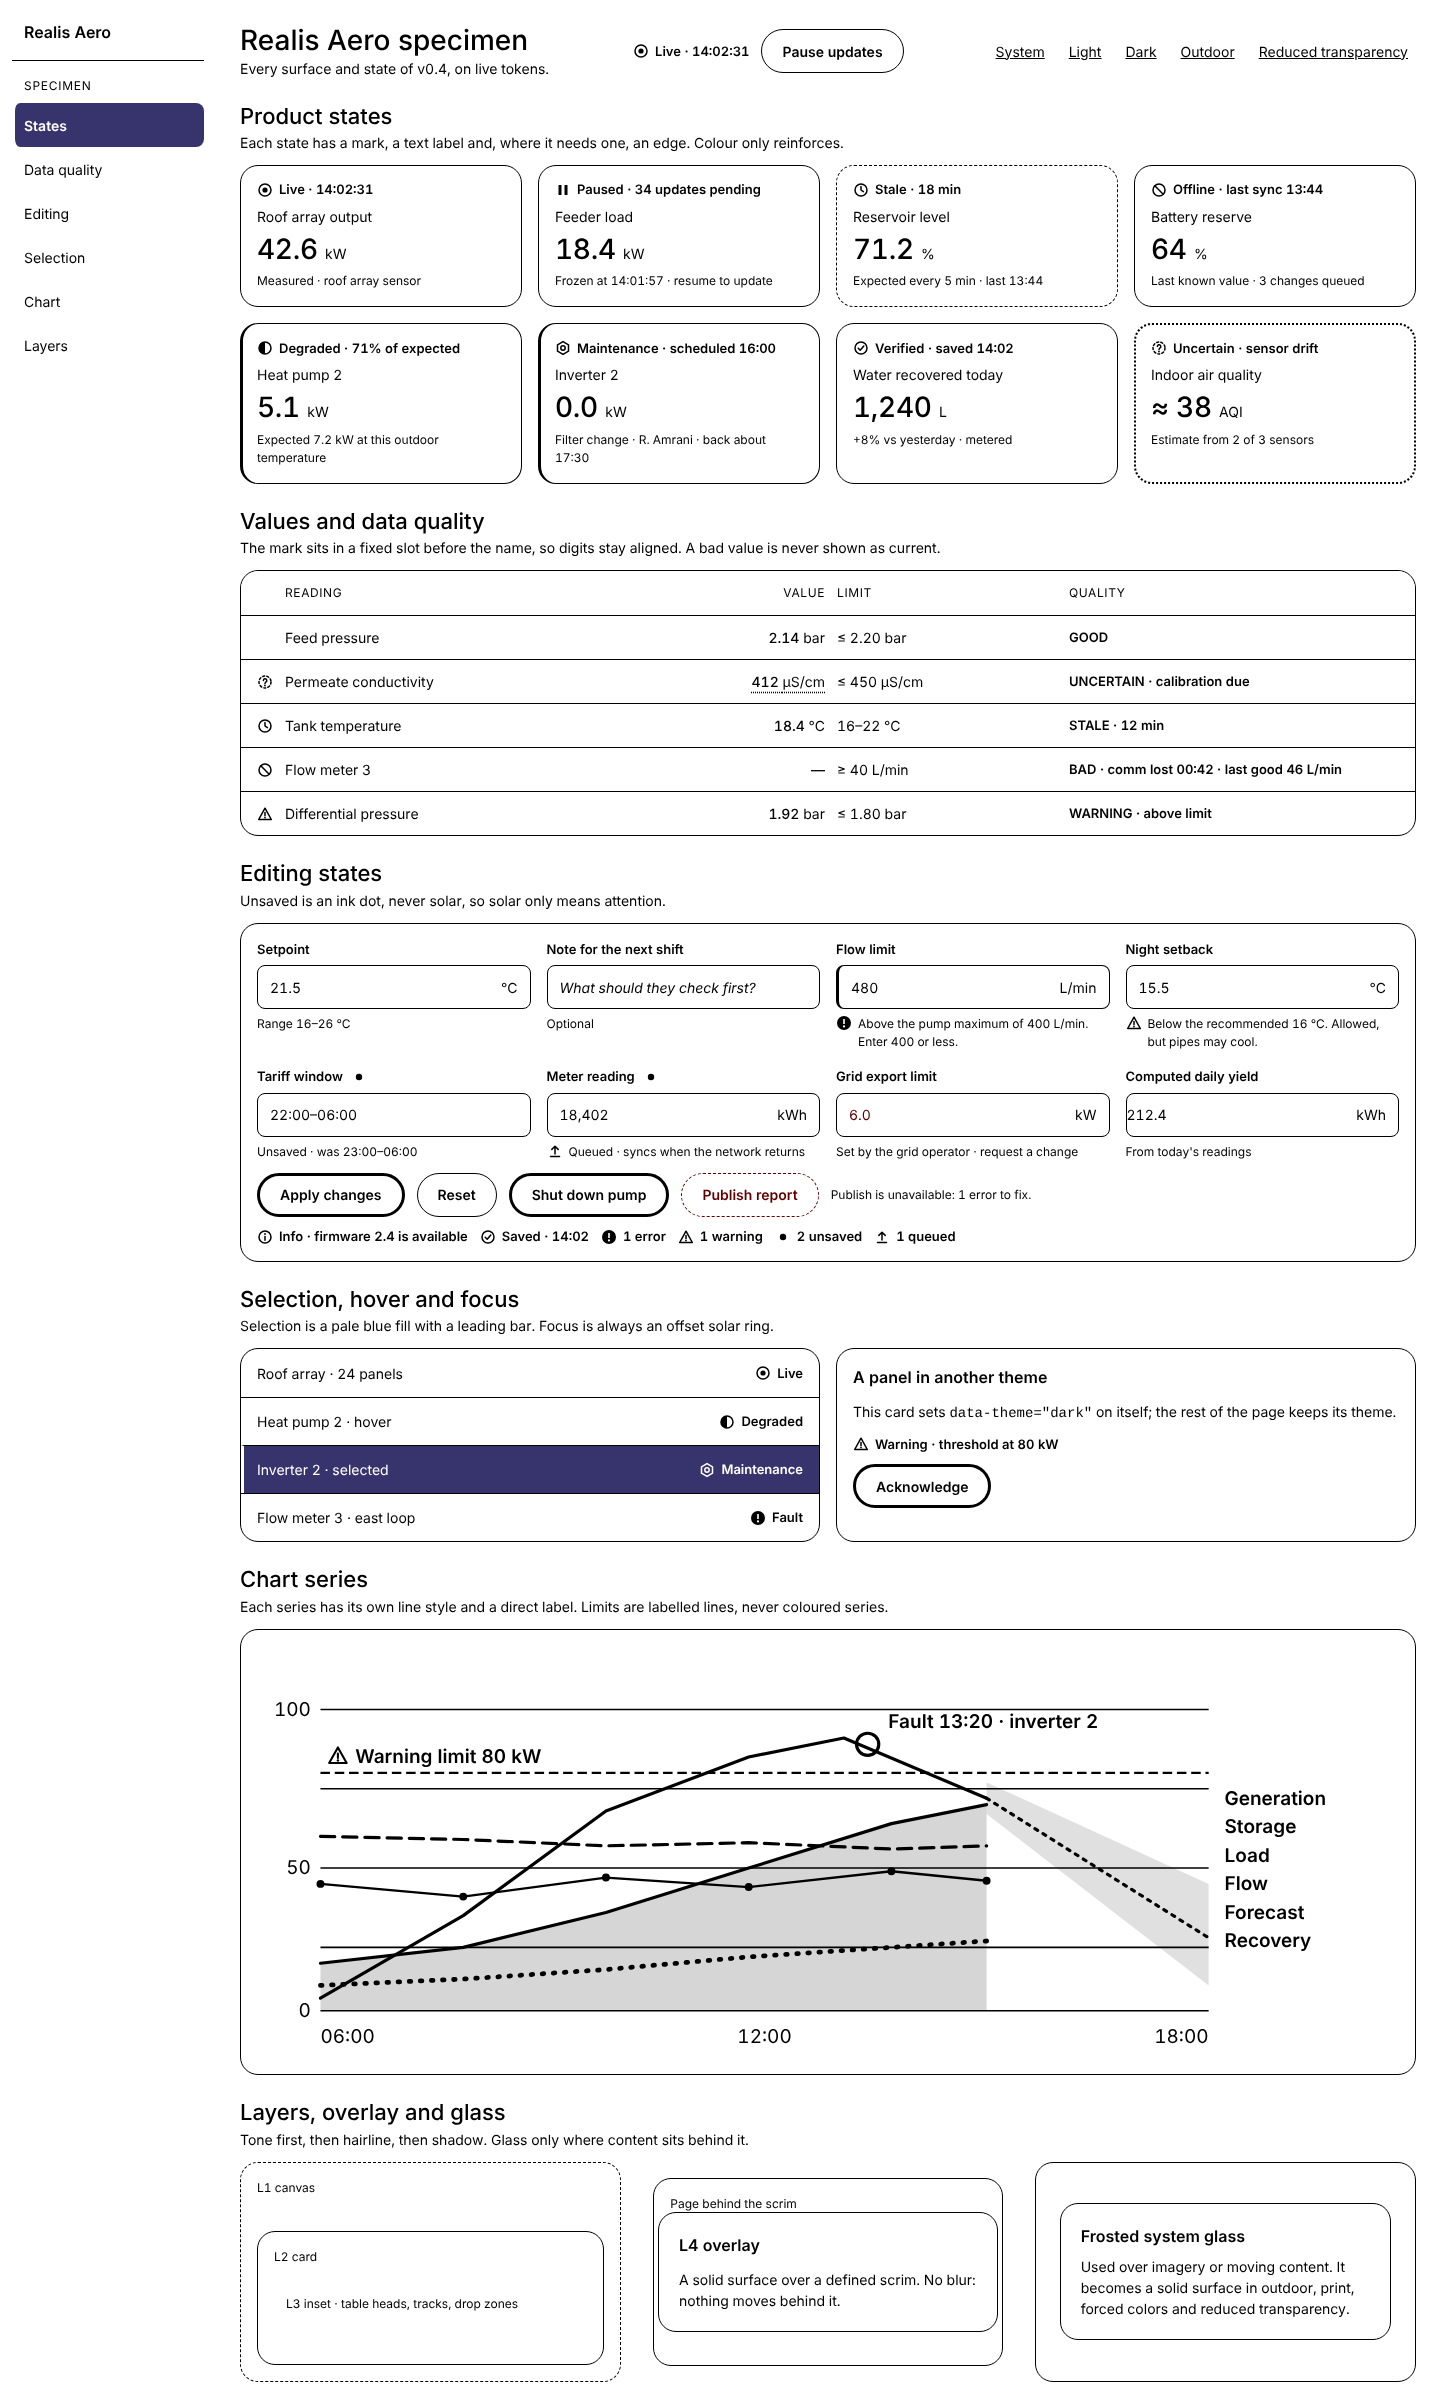 Realis Aero
SPECIMEN
States
Data quality
Editing
Selection
Chart
Layers
Realis Aero specimen
Every surface and state of v0.4, on live tokens.
Live · 14:02:31
Pause updates
System Light Dark Outdoor Reduced transparency
Product states
Each state has a mark, a text label and, where it needs one, an edge. Colour only reinforces.
Live · 14:02:31
Roof array output
42.6 kW
Measured · roof array sensor
Paused · 34 updates pending
Feeder load
18.4 kW
Frozen at 14:01:57 · resume to update
Stale · 18 min
Reservoir level
71.2 %
Expected every 5 min · last 13:44
Offline · last sync 13:44
Battery reserve
64 %
Last known value · 3 changes queued
Degraded · 71% of expected
Heat pump 2
5.1 kW
Expected 7.2 kW at this outdoor
temperature
Maintenance · scheduled 16:00
Inverter 2
0.0 kW
Filter change · R. Amrani · back about
17:30
Verified · saved 14:02
Water recovered today
1,240 L
+8% vs yesterday · metered
Uncertain · sensor drift
Indoor air quality
≈ 38 AQI
Estimate from 2 of 3 sensors
Values and data quality
The mark sits in a fixed slot before the name, so digits stay aligned. A bad value is never shown as current.
READING VALUE LIMIT QUALITY
Feed pressure 2.14 bar ≤ 2.20 bar GOOD
Permeate conductivity 412 µS/cm ≤ 450 µS/cm UNCERTAIN · calibration due
Tank temperature 18.4 °C 16–22 °C STALE · 12 min
Flow meter 3 — ≥ 40 L/min BAD · comm lost 00:42 · last good 46 L/min
Differential pressure 1.92 bar ≤ 1.80 bar WARNING · above limit
Editing states
Unsaved is an ink dot, never solar, so solar only means attention.
Setpoint
21.5 °C
Range 16–26 °C
Note for the next shift
What should they check first?
Optional
Flow limit
480 L/min
Above the pump maximum of 400 L/min.
Enter 400 or less.
Night setback
15.5 °C
Below the recommended 16 °C. Allowed,
but pipes may cool.
Tariff window
22:00–06:00
Unsaved · was 23:00–06:00
Meter reading
18,402 kWh
Queued · syncs when the network returns
Grid export limit
6.0 kW
Set by the grid operator · request a change
Computed daily yield
212.4 kWh
From today's readings
Apply changes Reset Shut down pump Publish report Publish is unavailable: 1 error to fix.
Info · firmware 2.4 is available Saved · 14:02 1 error 1 warning 2 unsaved 1 queued
Selection, hover and focus
Selection is a pale blue fill with a leading bar. Focus is always an offset solar ring.
Roof array · 24 panels Live
Heat pump 2 · hover Degraded
Inverter 2 · selected Maintenance
Flow meter 3 · east loop Fault
A panel in another theme
This card sets data-theme="dark" on itself; the rest of the page keeps its theme.
Warning · threshold at 80 kW
Acknowledge
Chart series
Each series has its own line style and a direct label. Limits are labelled lines, never coloured series.
100
Fault 13:20 · inverter 2
Warning limit 80 kW
Generation
Storage
Load
50
Flow
Forecast
Recovery
0
06:00 12:00 18:00
Layers, overlay and glass
Tone first, then hairline, then shadow. Glass only where content sits behind it.
L1 canvas
L2 card
L3 inset · table heads, tracks, drop zones
Page behind the scrim
L4 overlay
A solid surface over a defined scrim. No blur:
nothing moves behind it.
Frosted system glass
Used over imagery or moving content. It
becomes a solid surface in outdoor, print,
forced colors and reduced transparency.